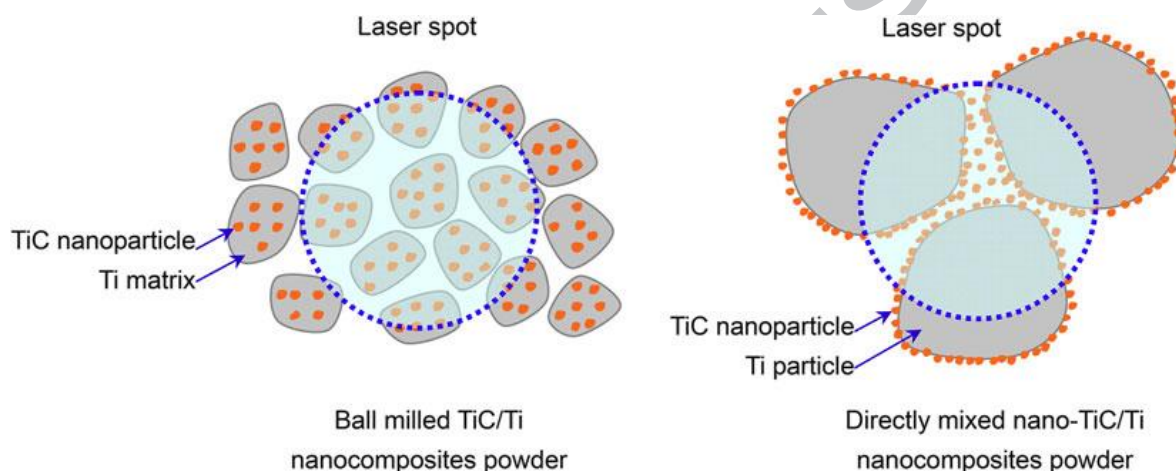 Laser spot
TiC nanoparticle
Ti matrix
Ball milled TiC/Ti
nanocomposites powder
Laser spot
TiC nanoparticle
Ti particle
Directly mixed nano-TiC/Ti
nanocomposites powder